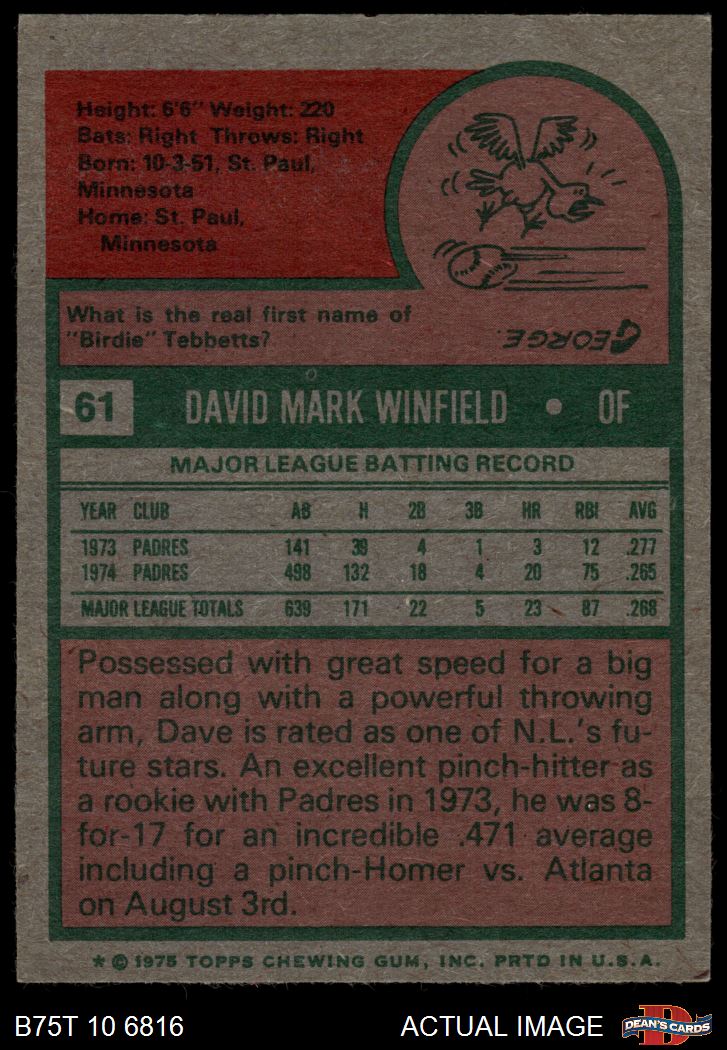 Height: 6'6" Weight: 220
Bats: Right Throws: Right
Born: 10-3-51, St. Paul,
Minnesota
Home: St. Paul,
Minnesota
What is the real first name of
"Birdie" Tebbetts?
GEORGE.
61 DAVID MARK WINFIELD • OF
MAJOR LEAGUE BATTING RECORD
YEAR CLUB AB H 2B 3B HR RBI AVG
1973 PADRES 141 39 4 1 3 12 .277
1974 PADRES 498 132 18 4 20 75 .265
MAJOR LEAGUE TOTALS 639 171 22 5 23 87 .268
Possessed with great speed for a big
man along with a powerful throwing
arm, Dave is rated as one of N.L.'s fu-
ture stars. An excellent pinch-hitter as
a rookie with Padres in 1973, he was 8-
for-17 for an incredible .471 average
including a pinch-Homer vs. Atlanta
on August 3rd.
* © 1975 TOPPS CHEWING GUM, INC. PRTD IN U.S.A.
B75T 10 6816 ACTUAL IMAGE DEAN'S CARDS